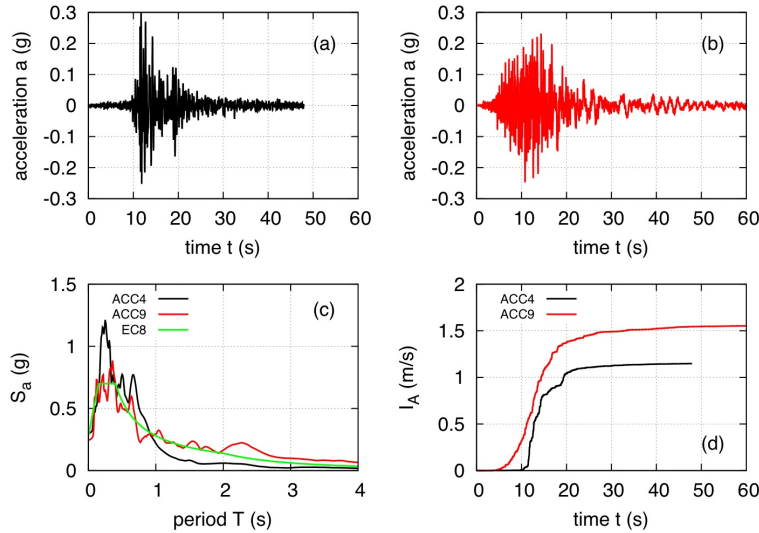 0.3
0.2
0.1
0
-0.1
-0.2
-0.3
acceleration a (g)
(a)
0 10 20 30 40 50 60
time t (s)
0.3
0.2
0.1
0
-0.1
-0.2
-0.3
acceleration a (g)
(b)
0 10 20 30 40 50 60
time t (s)
1.5
1
0.5
0
Sa (g)
ACC4
ACC9
EC8
(c)
0 1 2 3 4
period T (s)
2
1.5
1
0.5
0
IA (m/s)
ACC4
ACC9
(d)
0 10 20 30 40 50 60
time t (s)